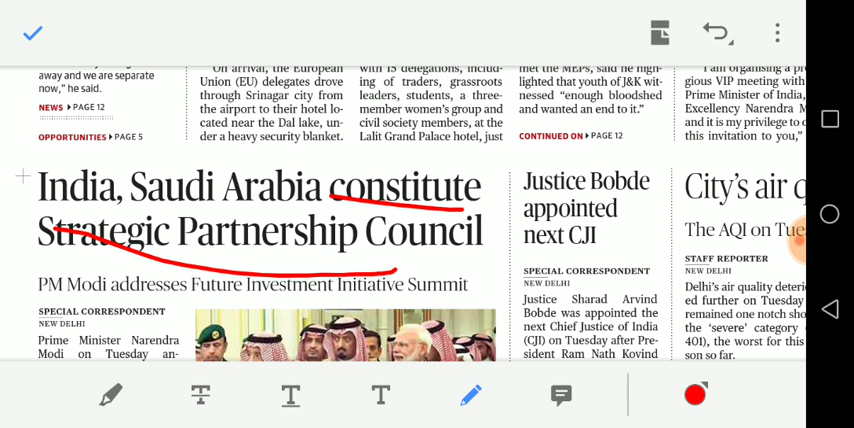 away and we are separate
now," he said.
NEWS PAGE 12
OPPORTUNITIES PAGE 5
On arrival, the European
Union (EU) delegates drove
through Srinagar city from
the airport to their hotel lo-
cated near the Dal lake, un-
der a heavy security blanket.
with 15 delegations, includ-
ing of traders, grassroots
leaders, students, a three-
member women's group and
civil society members, at the
Lalit Grand Palace hotel, just
met the MEPs, said he high-
lighted that youth of J&K wit-
nessed "enough bloodshed
and wanted an end to it."
CONTINUED ON PAGE 12
I am organising a pr
gious VIP meeting with
Prime Minister of India,
Excellency Narendra M
and it is my privilege to
this invitation to you,"
India, Saudi Arabia constitute
Strategic Partnership Council
PM Modi addresses Future Investment Initiative Summit
SPECIAL CORRESPONDENT
NEW DELHI
Prime Minister Narendra
Modi on Tuesday an-
Justice Bobde
appointed
next CJI
SPECIAL CORRESPONDENT
NEW DELHI
Justice Sharad Arvind
Bobde was appointed the
next Chief Justice of India
(CJI) on Tuesday after Pre-
sident Ram Nath Kovind
City's air q
The AQI on Tues
STAFF REPORTER
NEW DELHI
Delhi's air quality deterio
ed further on Tuesday
remained one notch sho
the 'severe' category
401), the worst for this
son so far.
T
T
T